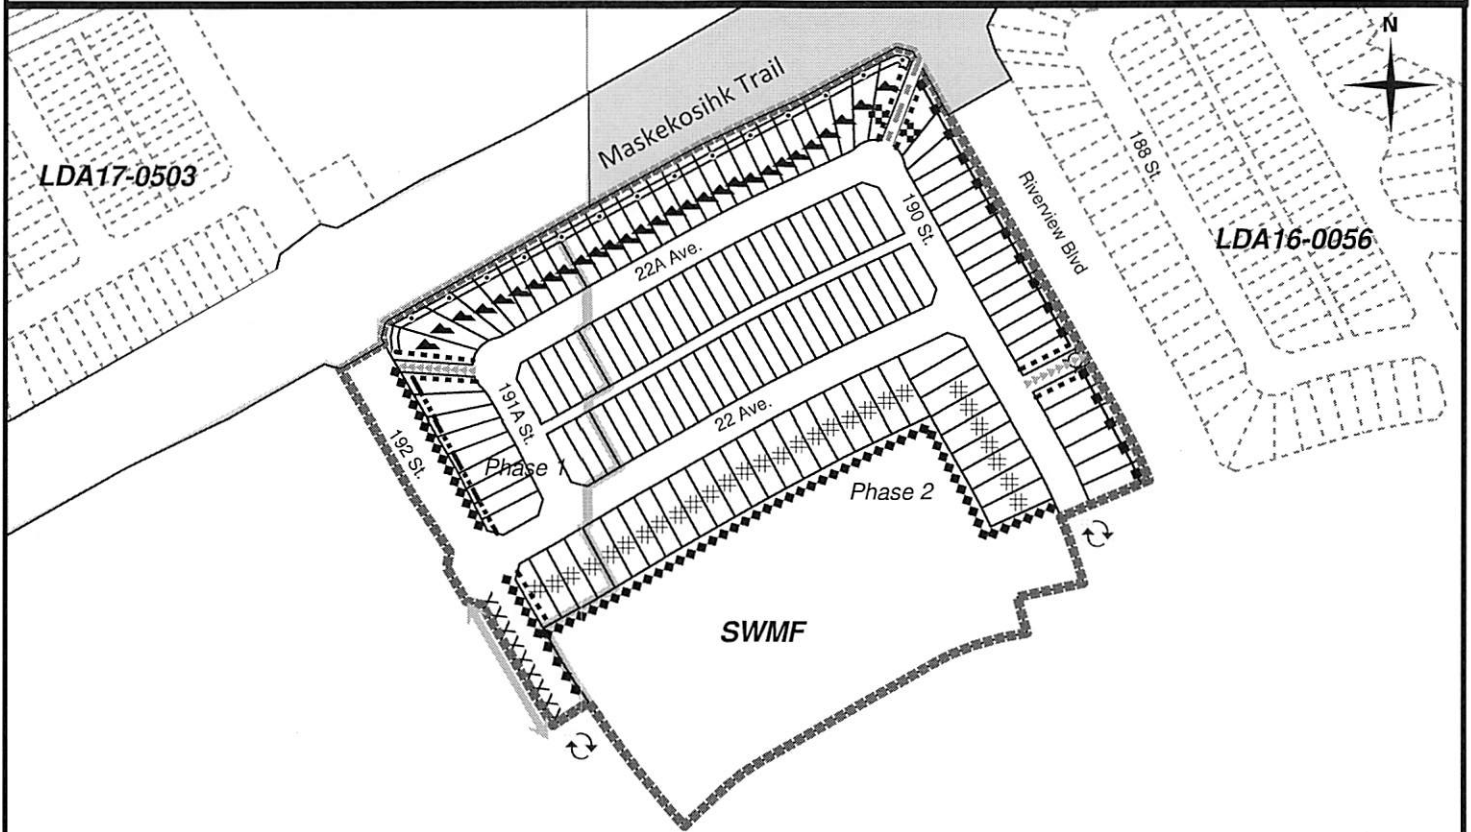 N
Maskekosihk Trail
LDA17-0503
188 St.
Riverview Blvd
190 St.
LDA16-0056
22A Ave.
191A St.
22 Ave.
192 St.
Phase 1
Phase 2
SWMF